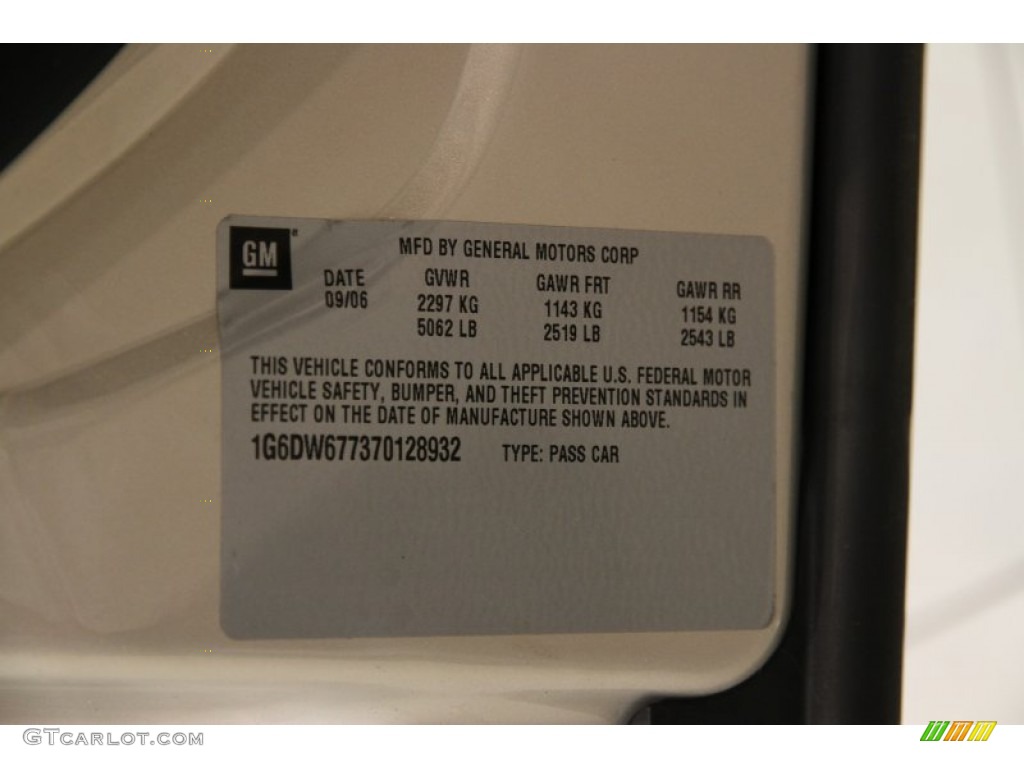 GM
MFD BY GENERAL MOTORS CORP
DATE GVWR GAWR FRT GAWR RR
09/06 2297 KG 1143 KG 1154 KG
5062 LB 2519 LB 2543 LB
THIS VEHICLE CONFORMS TO ALL APPLICABLE U.S. FEDERAL MOTOR
VEHICLE SAFETY, BUMPER, AND THEFT PREVENTION STANDARDS IN
EFFECT ON THE DATE OF MANUFACTURE SHOWN ABOVE.
1G6DW677370128932 TYPE: PASS CAR
GTCARLOT.COM